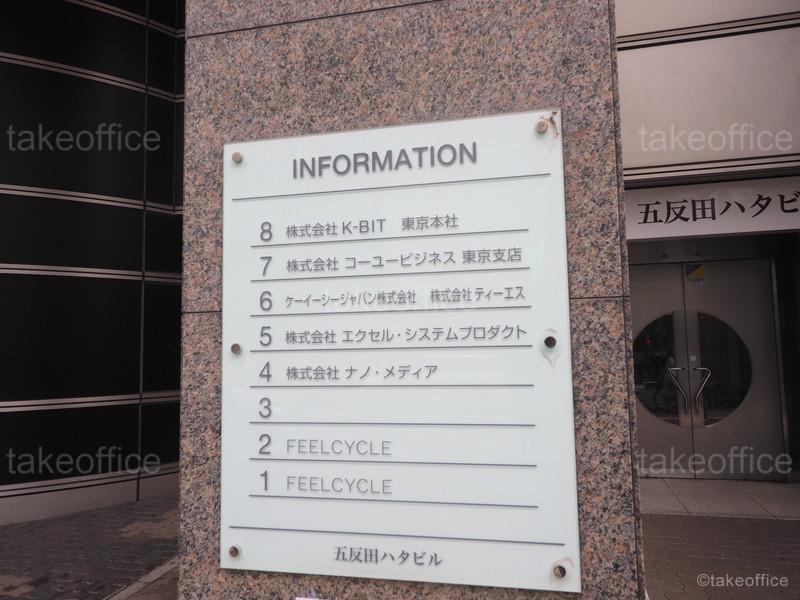 takeoffice takeoffice
INFORMATION
五反田ハタビ
8 株式会社 K-BIT 東京本社
7 株式会社 コーユービジネス 東京支店
6 ケーイーシージャパン株式会社 株式会社 ティーエス
5 株式会社 エクセル・システムプロダクト
4 株式会社 ナノ・メディア
3
2 FEELCYCLE
takeoffice takeoffice
1 FEELCYCLE
五反田ハタビル
©takeoffice